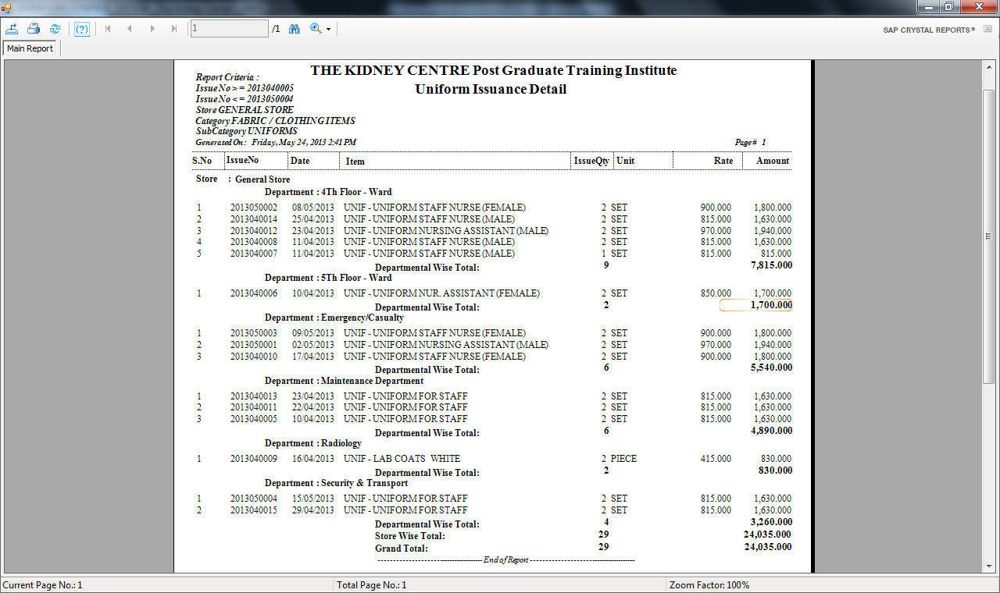 1 /1
SAP CRYSTAL REPORTS®
Main Report
THE KIDNEY CENTRE Post Graduate Training Institute
Uniform Issuance Detail
Report Criteria :
IssueNo >= 2013040005
IssueNo <= 2013050004
Store GENERAL STORE
Category FABRIC / CLOTHING ITEMS
SubCategory UNIFORMS
Generated On : Friday, May 24, 2013 2:41 PM Page # 1
S.No IssueNo Date Item IssueQty Unit Rate Amount
Store : General Store
Department : 4Th Floor - Ward
1 2013050002 08/05/2013 UNIF - UNIFORM STAFF NURSE (FEMALE) 2 SET 900.000 1,800.000
2 2013040014 25/04/2013 UNIF - UNIFORM STAFF NURSE (MALE) 2 SET 815.000 1,630.000
3 2013040012 23/04/2013 UNIF - UNIFORM NURSING ASSISTANT (MALE) 2 SET 970.000 1,940.000
4 2013040008 11/04/2013 UNIF - UNIFORM STAFF NURSE (MALE) 2 SET 815.000 1,630.000
5 2013040007 11/04/2013 UNIF - UNIFORM STAFF NURSE (MALE) 1 SET 815.000 815.000
Departmental Wise Total: 9 7,815.000
Department : 5Th Floor - Ward
1 2013040006 10/04/2013 UNIF - UNIFORM NUR. ASSISTANT (FEMALE) 2 SET 850.000 1,700.000
Departmental Wise Total: 2 1,700.000
Department : Emergency/Casualty
1 2013050003 09/05/2013 UNIF - UNIFORM STAFF NURSE (FEMALE) 2 SET 900.000 1,800.000
2 2013050001 02/05/2013 UNIF - UNIFORM NURSING ASSISTANT (MALE) 2 SET 970.000 1,940.000
3 2013040010 17/04/2013 UNIF - UNIFORM STAFF NURSE (FEMALE) 2 SET 900.000 1,800.000
Departmental Wise Total: 6 5,540.000
Department : Maintenance Department
1 2013040013 23/04/2013 UNIF - UNIFORM FOR STAFF 2 SET 815.000 1,630.000
2 2013040011 22/04/2013 UNIF - UNIFORM FOR STAFF 2 SET 815.000 1,630.000
3 2013040005 10/04/2013 UNIF - UNIFORM FOR STAFF 2 SET 815.000 1,630.000
Departmental Wise Total: 6 4,890.000
Department : Radiology
1 2013040009 16/04/2013 UNIF - LAB COATS WHITE 2 PIECE 415.000 830.000
Departmental Wise Total: 2 830.000
Department : Security & Transport
1 2013050004 15/05/2013 UNIF - UNIFORM FOR STAFF 2 SET 815.000 1,630.000
2 2013040015 29/04/2013 UNIF - UNIFORM FOR STAFF 2 SET 815.000 1,630.000
Departmental Wise Total: 4 3,260.000
Store Wise Total: 29 24,035.000
Grand Total: 29 24,035.000
---------------------------------- End of Report ----------------------------------
Current Page No.: 1 Total Page No.: 1 Zoom Factor: 100%